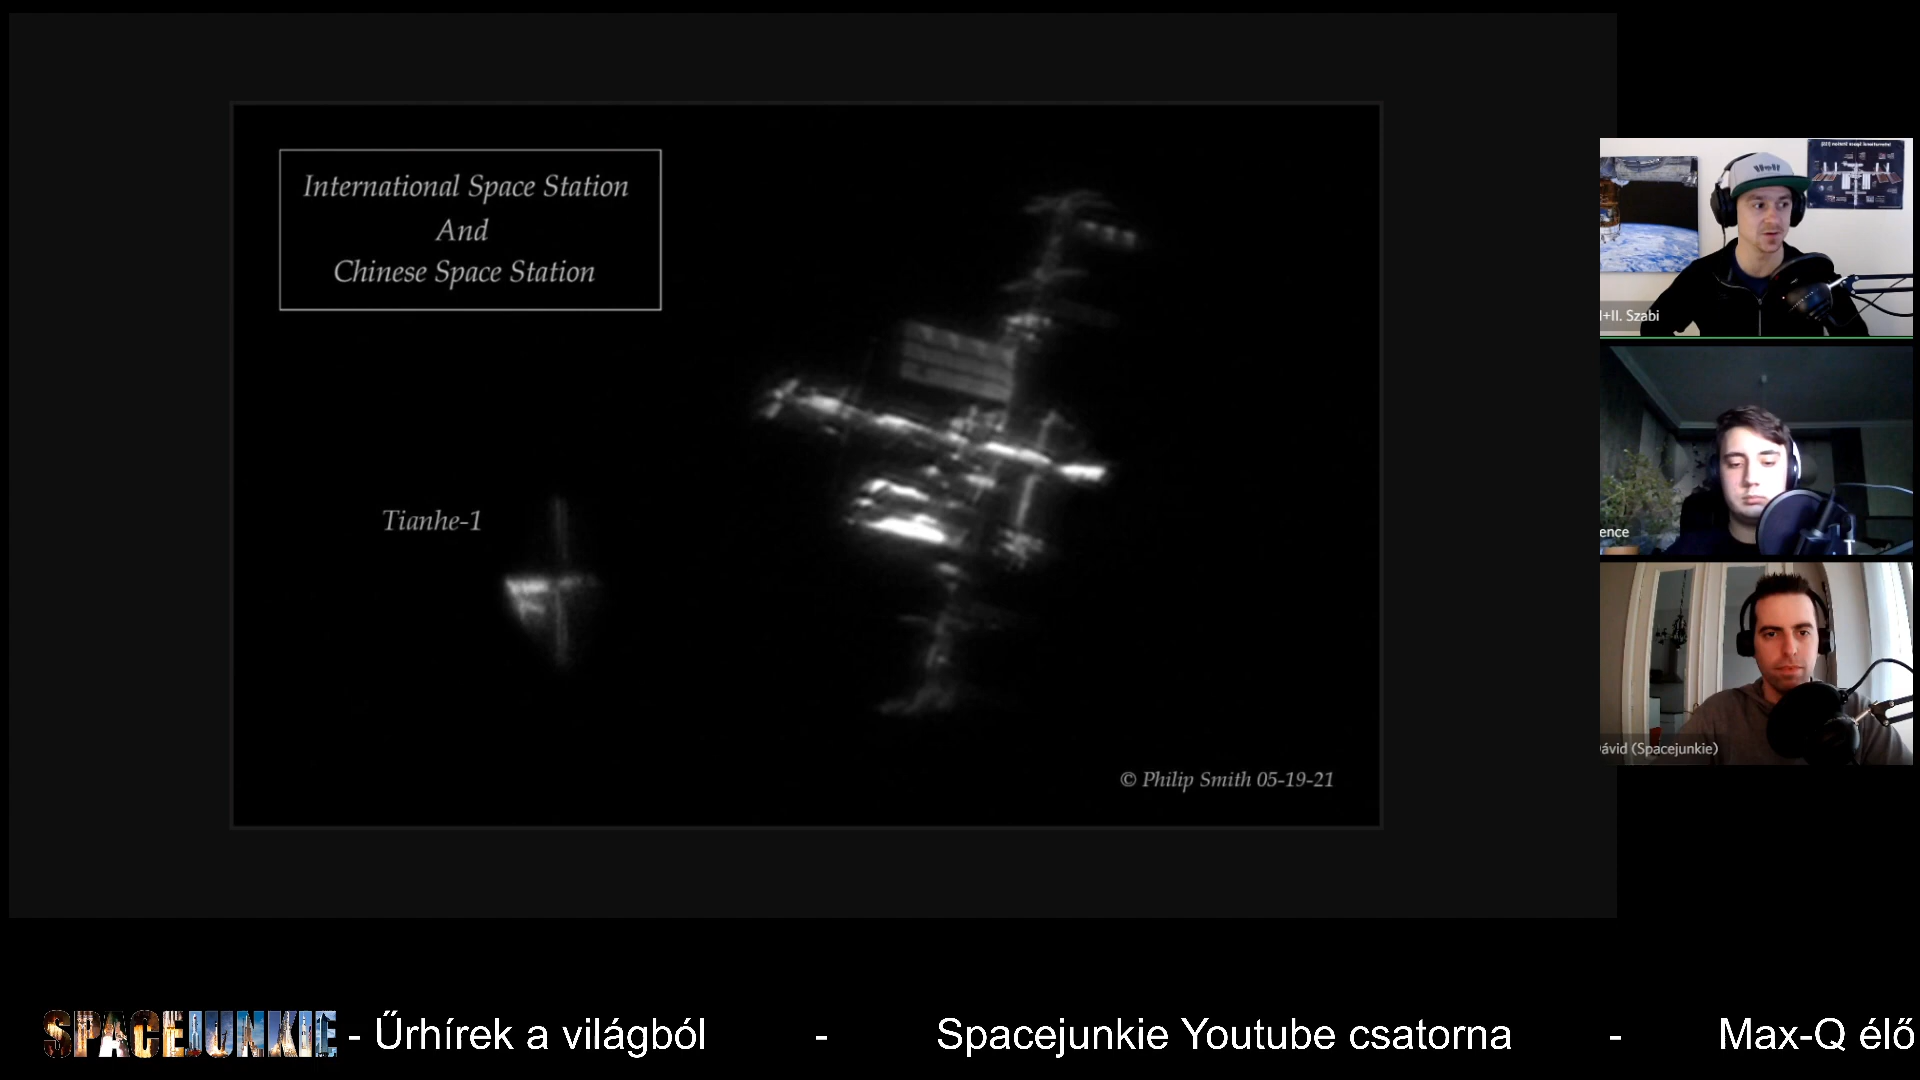 International Space Station
And
Chinese Space Station
Tianhe-1
© Philip Smith 05-19-21
I+II. Szabi
ence
ávid (Spacejunkie)
SPACEJUNKIE - Űrhírek a világból - Spacejunkie Youtube csatorna - Max-Q élő